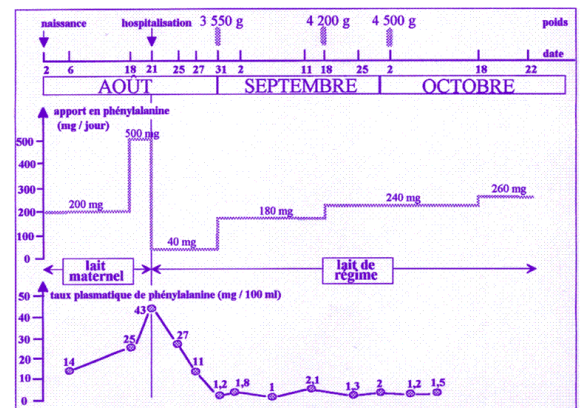 naissance hospitalisation 3 550 g 4 200 g 4 500 g poids
date
2 6 18 21 25 27 31 2 11 18 25 2 18 22
AOÛT SEPTEMBRE OCTOBRE
apport en phénylalanine
(mg / jour)
500 mg
500
400
300
200 mg 240 mg 260 mg
200
180 mg
100
40 mg
0
lait maternel
lait de régime
taux plasmatique de phénylalanine (mg / 100 ml)
50
43
40
30
25 27
20
14
11
10
1,2 1,8 1 2,1 1,3 2 1,2 1,5
0